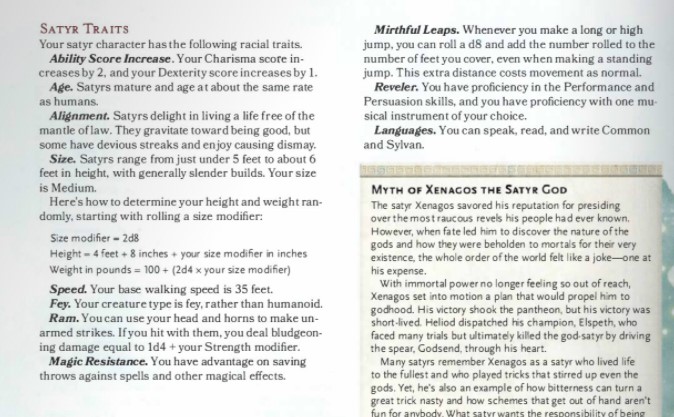 SATYR TRAITS
Your satyr character has the following racial traits.
Ability Score Increase. Your Charisma score in-
creases by 2, and your Dexterity score increases by 1.
Age. Satyrs mature and age at about the same rate
as humans.
Alignment. Satyrs delight in living a life free of the
mantle of law. They gravitate toward being good, but
some have devious streaks and enjoy causing dismay.
Size. Satyrs range from just under 5 feet to about 6
feet in height, with generally slender builds. Your size
is Medium.
Here's how to determine your height and weight ran-
domly, starting with rolling a size modifier:
Size modifier = 2d8
Height = 4 feet + 8 inches + your size modifier in inches
Weight in pounds = 100 + (2d4 x your size modifier)
Speed. Your base walking speed is 35 feet.
Fey. Your creature type is fey, rather than humanoid.
Ram. You can use your head and horns to make un-
armed strikes. If you hit with them, you deal bludgeon-
ing damage equal to 1d4 + your Strength modifier.
Magic Resistance. You have advantage on saving
throws against spells and other magical effects.
Mirthful Leaps. Whenever you make a long or high
jump, you can roll a d8 and add the number rolled to the
number of feet you cover, even when making a standing
jump. This extra distance costs movement as normal.
Reveler. You have proficiency in the Performance and
Persuasion skills, and you have proficiency with one mu-
sical instrument of your choice.
Languages. You can speak, read, and write Common
and Sylvan.
MYTH OF XENAGOS THE SATYR GOD
The satyr Xenagos savored his reputation for presiding
over the most raucous revels his people had ever known.
However, when fate led him to discover the nature of the
gods and how they were beholden to mortals for their very
existence, the whole order of the world felt like a joke—one at
his expense.
With immortal power no longer feeling so out of reach,
Xenagos set into motion a plan that would propel him to
godhood. His victory shook the pantheon, but his victory was
short-lived. Heliod dispatched his champion, Elspeth, who
faced many trials but ultimately killed the god-satyr by driving
the spear, Godsend, through his heart.
Many satyrs remember Xenagos as a satyr who lived life
to the fullest and who played tricks that stirred up even the
gods. Yet, he's also an example of how bitterness can turn a
great trick nasty and how schemes that get out of hand aren't
fun for anybody. What satyr wants the responsibility of being